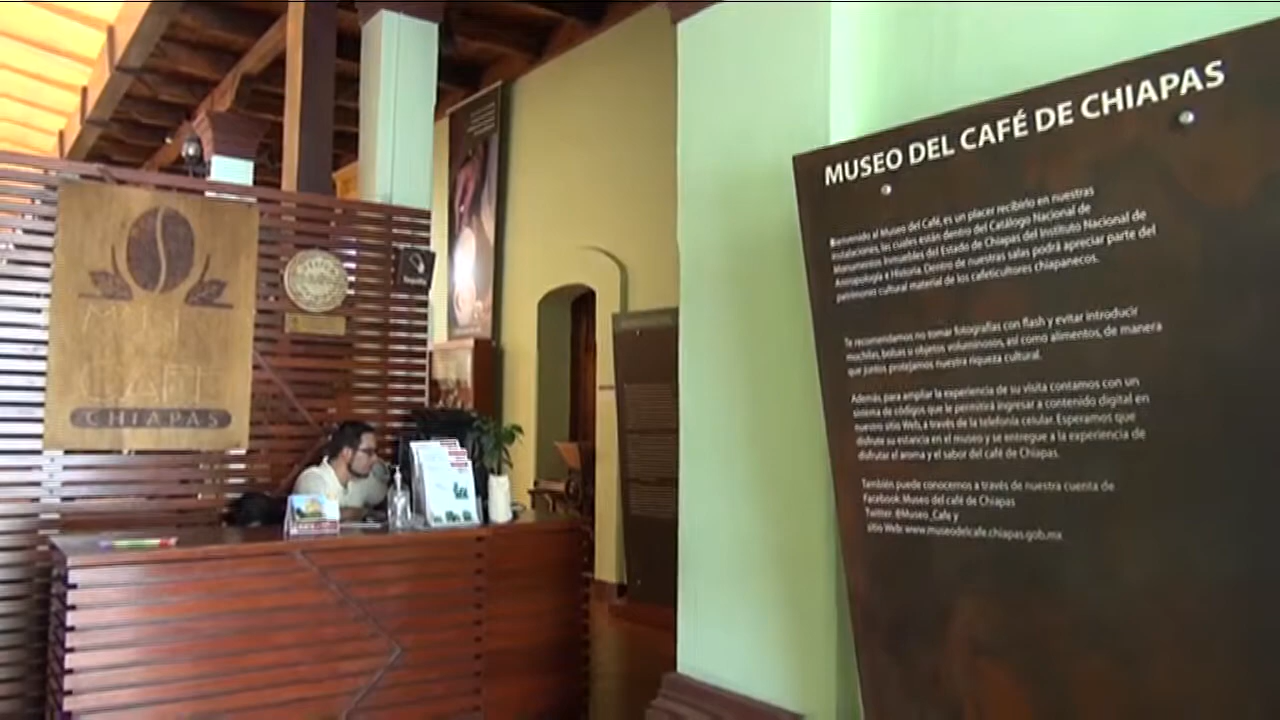 MUSEO DEL CAFÉ DE CHIAPAS
Bienvenido al Museo del Café, es un placer recibirlo en nuestras
instalaciones, las cuales están dentro del Catálogo Nacional de
Monumentos Inmuebles del Estado de Chiapas del Instituto Nacional de
Antropología e Historia. Dentro de nuestras salas podrá apreciar parte del
patrimonio cultural material de los cafeticultores chiapanecos.
Te recomendamos no tomar fotografías con flash y evitar introducir
mochilas, bolsas u objetos voluminosos, así como alimentos, de manera
que juntos protejamos nuestra riqueza cultural.
Además, para ampliar la experiencia de su visita contamos con un
sistema de códigos que le permitirá ingresar a contenido digital en
nuestro sitio Web, a través de la telefonía celular. Esperamos que
disfrute su estancia en el museo y se entregue a la experiencia de
disfrutar el aroma y el sabor del café de Chiapas.
También puede conocernos a través de nuestra cuenta de
Facebook: Museo del café de Chiapas
Twitter: @Museo_Cafe y
sitio Web: www.museodelcafe.chiapas.gob.mx
CAFÉ
CHIAPAS